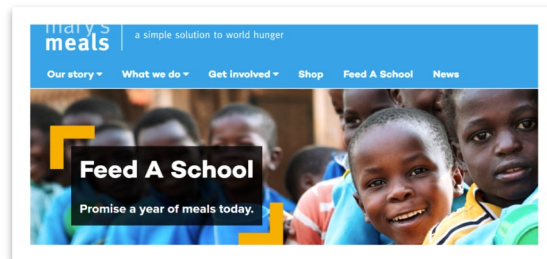 mary's
meals
a simple solution to world hunger
Our story What we do Get involved Shop Feed A School News
Feed A School
Promise a year of meals today.